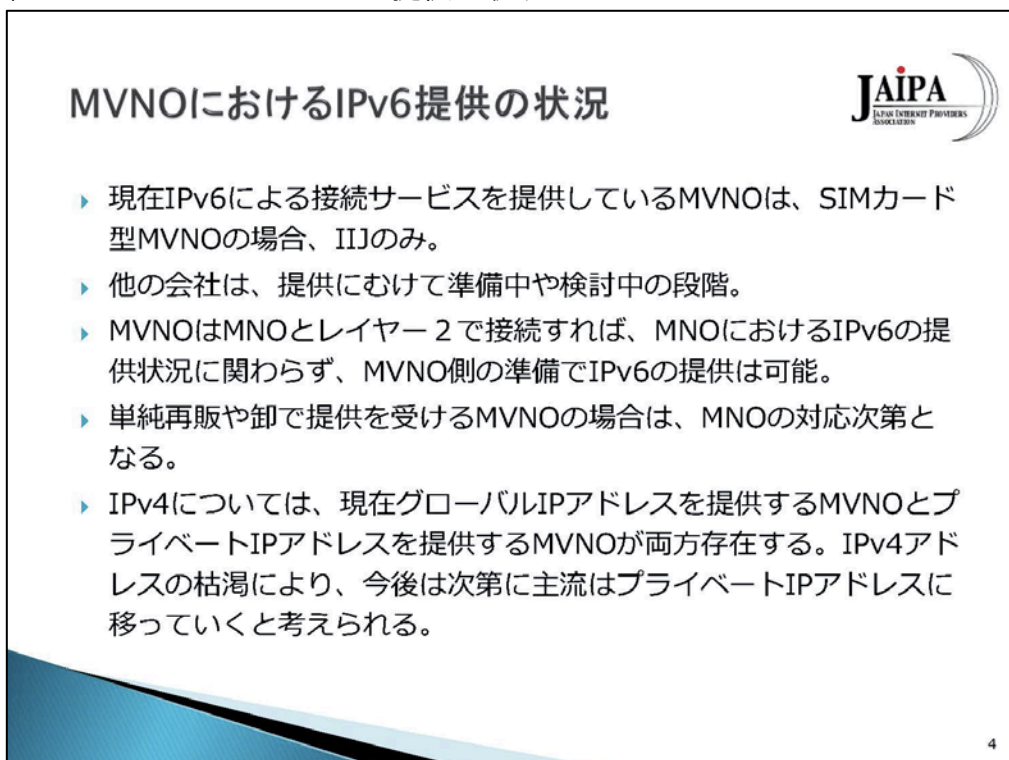 MVNOにおけるIPv6提供の状況
JAIPA
JAPAN INTERNET PROVIDERS
ASSOCIATION
現在IPv6による接続サービスを提供しているMVNOは、SIMカード
型MVNOの場合、IIJのみ。
他の会社は、提供にむけて準備中や検討中の段階。
MVNOはMNOとレイヤー２で接続すれば、MNOにおけるIPv6の提
供状況に関わらず、MVNO側の準備でIPv6の提供は可能。
単純再販や卸で提供を受けるMVNOの場合は、MNOの対応次第と
なる。
IPv4については、現在グローバルIPアドレスを提供するMVNOとプ
ライベートIPアドレスを提供するMVNOが両方存在する。IPv4アド
レスの枯渇により、今後は次第に主流はプライベートIPアドレスに
移っていくと考えられる。
4